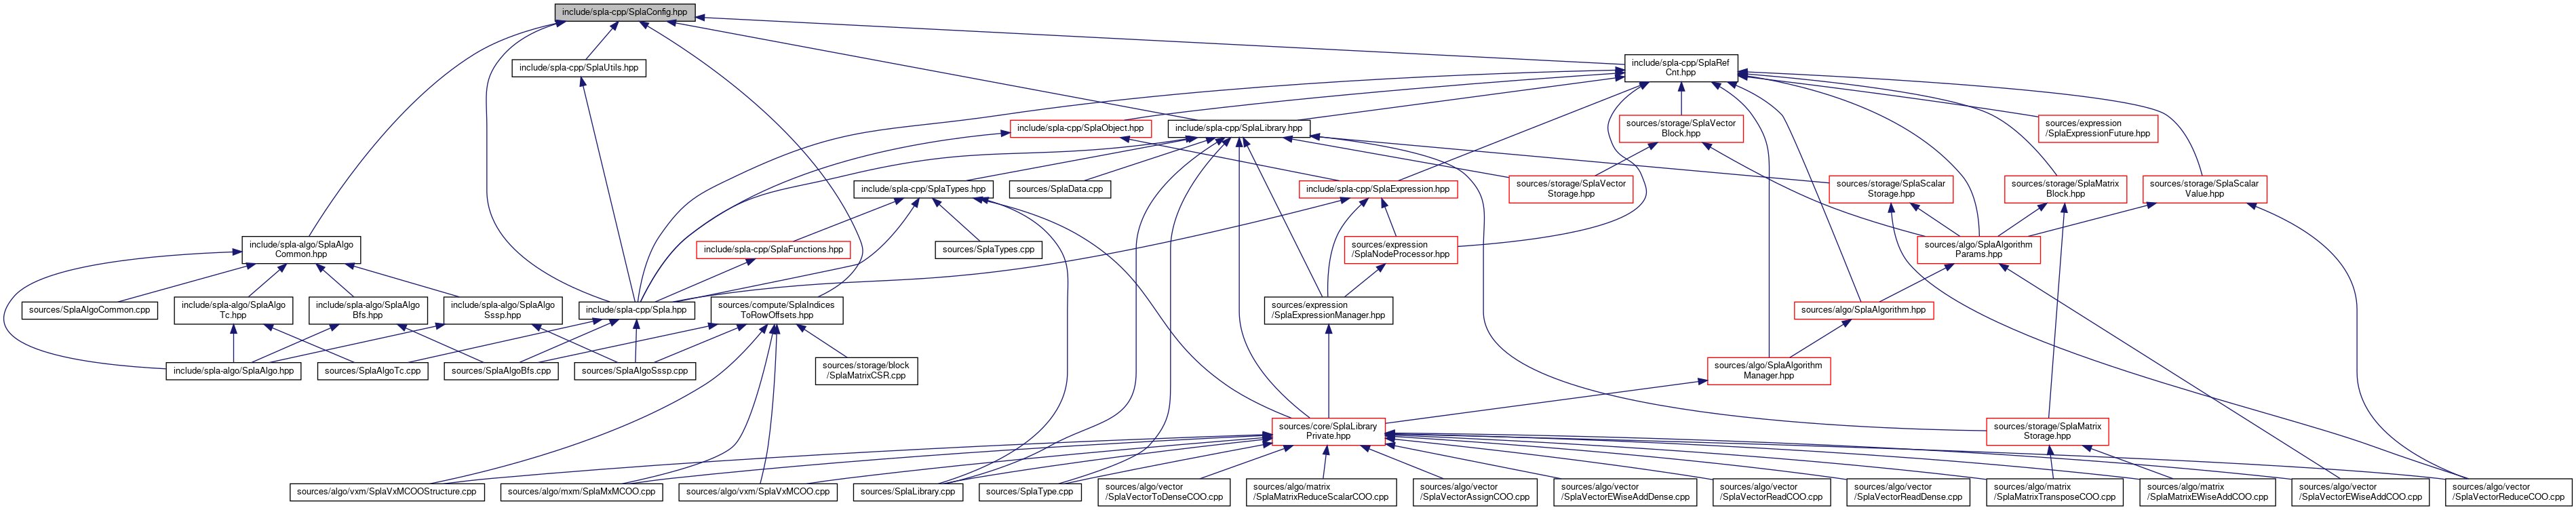 include/spla-cpp/SplaConfig.hpp
include/spla-cpp/SplaUtils.hpp
include/spla-cpp/SplaRef
Cnt.hpp
include/spla-cpp/SplaObject.hpp
include/spla-cpp/SplaLibrary.hpp
sources/storage/SplaVector
Block.hpp
sources/expression
/SplaExpressionFuture.hpp
include/spla-cpp/SplaTypes.hpp
sources/SplaData.cpp
include/spla-cpp/SplaExpression.hpp
sources/storage/SplaVector
Storage.hpp
sources/storage/SplaScalar
Storage.hpp
sources/storage/SplaMatrix
Block.hpp
sources/storage/SplaScalar
Value.hpp
include/spla-algo/SplaAlgo
Common.hpp
include/spla-cpp/SplaFunctions.hpp
sources/SplaTypes.cpp
sources/expression
/SplaNodeProcessor.hpp
sources/algo/SplaAlgorithm
Params.hpp
sources/SplaAlgoCommon.cpp
include/spla-algo/SplaAlgo
Tc.hpp
include/spla-algo/SplaAlgo
Bfs.hpp
include/spla-algo/SplaAlgo
Sssp.hpp
include/spla-cpp/Spla.hpp
sources/compute/SplaIndices
ToRowOffsets.hpp
sources/expression
/SplaExpressionManager.hpp
sources/algo/SplaAlgorithm.hpp
include/spla-algo/SplaAlgo.hpp
sources/SplaAlgoTc.cpp
sources/SplaAlgoBfs.cpp
sources/SplaAlgoSssp.cpp
sources/storage/block
/SplaMatrixCSR.cpp
sources/algo/SplaAlgorithm
Manager.hpp
sources/core/SplaLibrary
Private.hpp
sources/storage/SplaMatrix
Storage.hpp
sources/algo/vxm/SplaVxMCOOStructure.cpp
sources/algo/mxm/SplaMxMCOO.cpp
sources/algo/vxm/SplaVxMCOO.cpp
sources/SplaLibrary.cpp
sources/SplaType.cpp
sources/algo/vector
/SplaVectorToDenseCOO.cpp
sources/algo/matrix
/SplaMatrixReduceScalarCOO.cpp
sources/algo/vector
/SplaVectorAssignCOO.cpp
sources/algo/vector
/SplaVectorEWiseAddDense.cpp
sources/algo/vector
/SplaVectorReadCOO.cpp
sources/algo/vector
/SplaVectorReadDense.cpp
sources/algo/matrix
/SplaMatrixTransposeCOO.cpp
sources/algo/matrix
/SplaMatrixEWiseAddCOO.cpp
sources/algo/vector
/SplaVectorEWiseAddCOO.cpp
sources/algo/vector
/SplaVectorReduceCOO.cpp